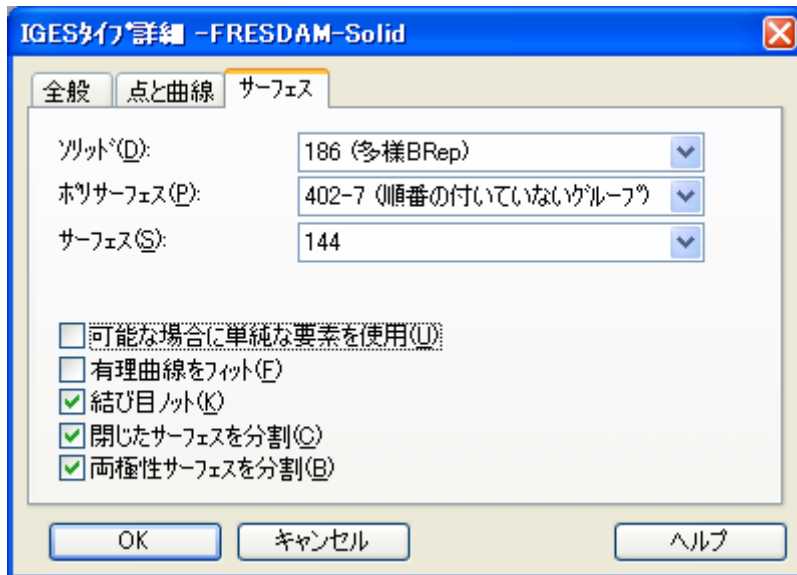 IGESﾀｲﾌﾟ詳細 -FRESDAM-Solid
全般 点と曲線 ｻｰﾌｪｽ
ｿﾘｯﾄﾞ(D): 186 (多様BRep)
ﾎﾟﾘｻｰﾌｪｽ(P): 402-7 (順番の付いていないｸﾞﾙｰﾌﾟ)
ｻｰﾌｪｽ(S): 144
可能な場合に単純な要素を使用(U)
有理曲線をﾌｨｯﾄ(F)
結び目ﾉｯﾄ(K)
閉じたｻｰﾌｪｽを分割(C)
両極性ｻｰﾌｪｽを分割(B)
OK キャンセル ヘルプ